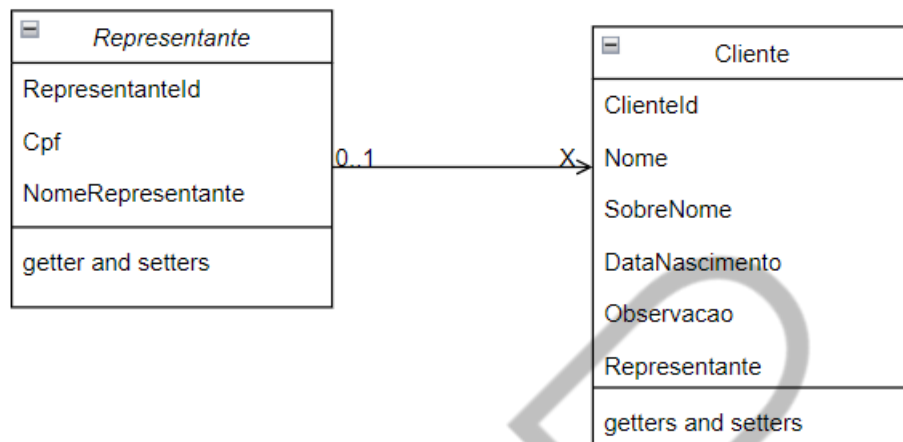 Representante
RepresentanteId
Cpf
NomeRepresentante
getter and setters
0..1
X
Cliente
ClienteId
Nome
SobreNome
DataNascimento
Observacao
Representante
getters and setters